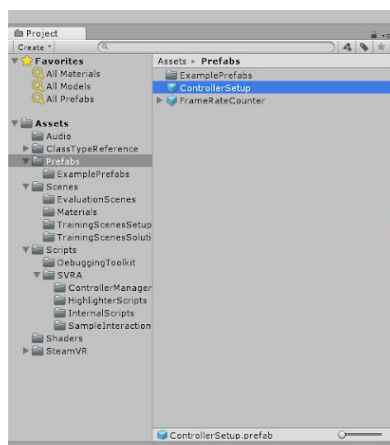 Project
Create
Favorites
All Materials
All Models
All Prefabs
Assets
Audio
ClassTypeReference
Prefabs
ExamplePrefabs
Scenes
EvaluationScenes
Materials
TrainingScenesSetup
TrainingScenesSoluti
Scripts
DebuggingToolkit
SVRA
ControllerManager
HighlighterScripts
InternalScripts
SampleInteraction
Shaders
SteamVR
Assets ▸ Prefabs
ExamplePrefabs
ControllerSetup
FrameRateCounter
ControllerSetup.prefab